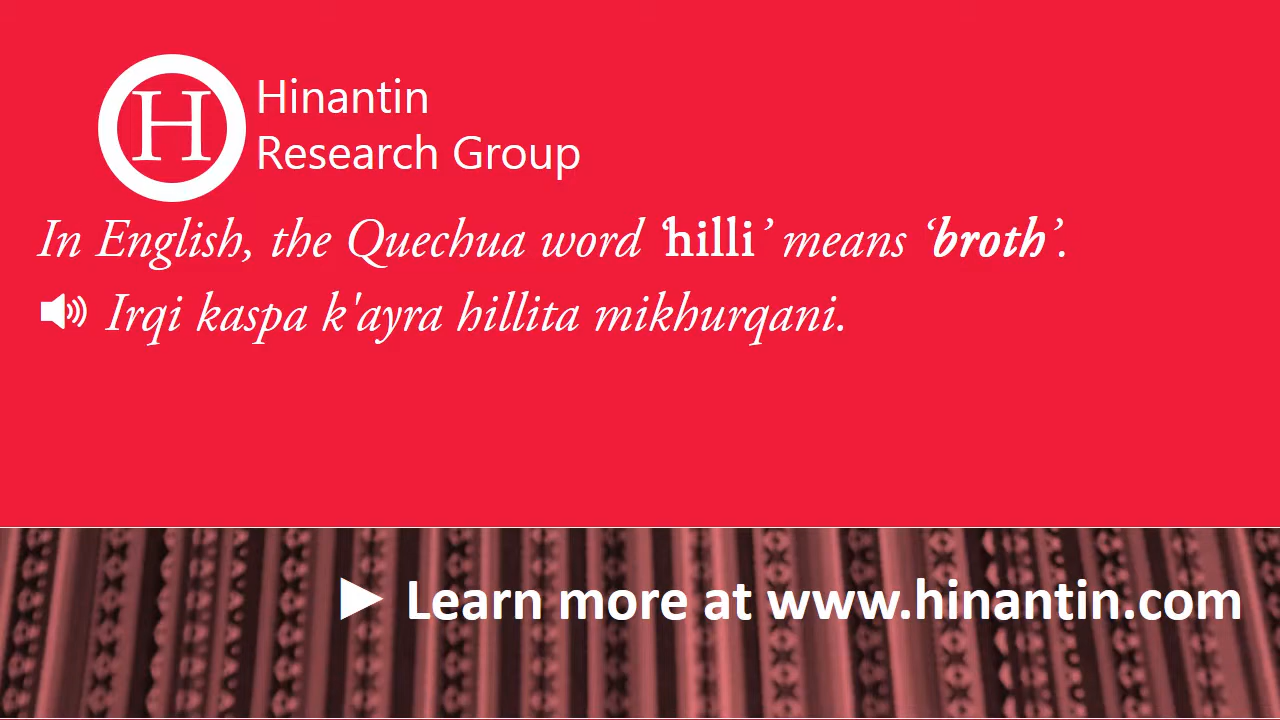 H
Hinantin
Research Group
In English, the Quechua word ‘hilli’ means ‘broth’.
Irqi kaspa k'ayra hillita mikhurqani.
► Learn more at www.hinantin.com